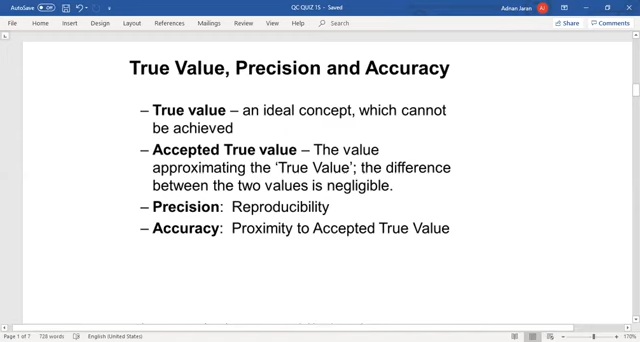 AutoSave Off
QC QUIZ 15 - Saved
Adnan Jaran AJ
File Home Insert Design Layout References Mailings Review View Help Search Share Comments
True Value, Precision and Accuracy
– True value – an ideal concept, which cannot
be achieved
– Accepted True value – The value
approximating the ‘True Value’; the difference
between the two values is negligible.
– Precision: Reproducibility
– Accuracy: Proximity to Accepted True Value
Page 1 of 7 728 words English (United States) 170%